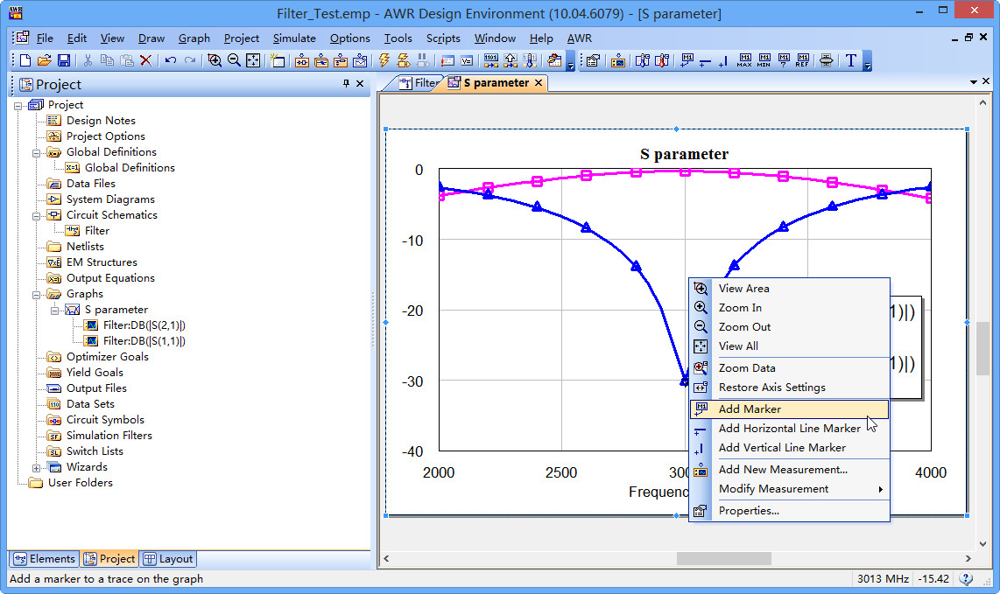 Filter_Test.emp - AWR Design Environment (10.04.6079) - [S parameter]
File Edit View Draw Graph Project Simulate Options Tools Scripts Window Help AWR
Project
Filter S parameter
Project
Design Notes
Project Options
Global Definitions
Global Definitions
Data Files
System Diagrams
Circuit Schematics
Filter
Netlists
EM Structures
Output Equations
Graphs
S parameter
Filter:DB(|S(2,1)|)
Filter:DB(|S(1,1)|)
Optimizer Goals
Yield Goals
Output Files
Data Sets
Circuit Symbols
Simulation Filters
Switch Lists
Wizards
User Folders
Elements Project Layout
S parameter
0
-10
-20
-30
-40
2000 2500 300 4000
Frequenc
1)|)
1)|)
View Area
Zoom In
Zoom Out
View All
Zoom Data
Restore Axis Settings
Add Marker
Add Horizontal Line Marker
Add Vertical Line Marker
Add New Measurement...
Modify Measurement
Properties...
Add a marker to a trace on the graph
3013 MHz -15.42